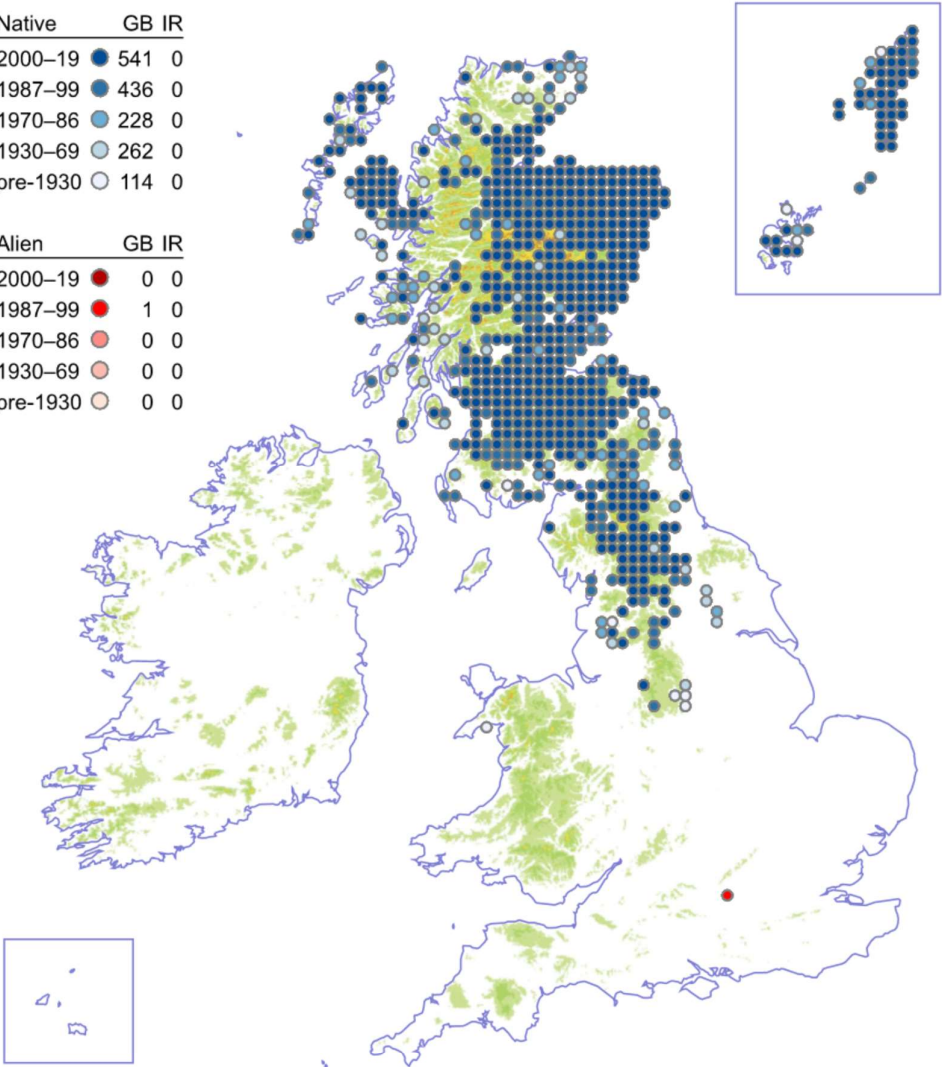 Native GB IR
2000–19 541 0
1987–99 436 0
1970–86 228 0
1930–69 262 0
pre-1930 114 0
Alien GB IR
2000–19 0 0
1987–99 1 0
1970–86 0 0
1930–69 0 0
pre-1930 0 0